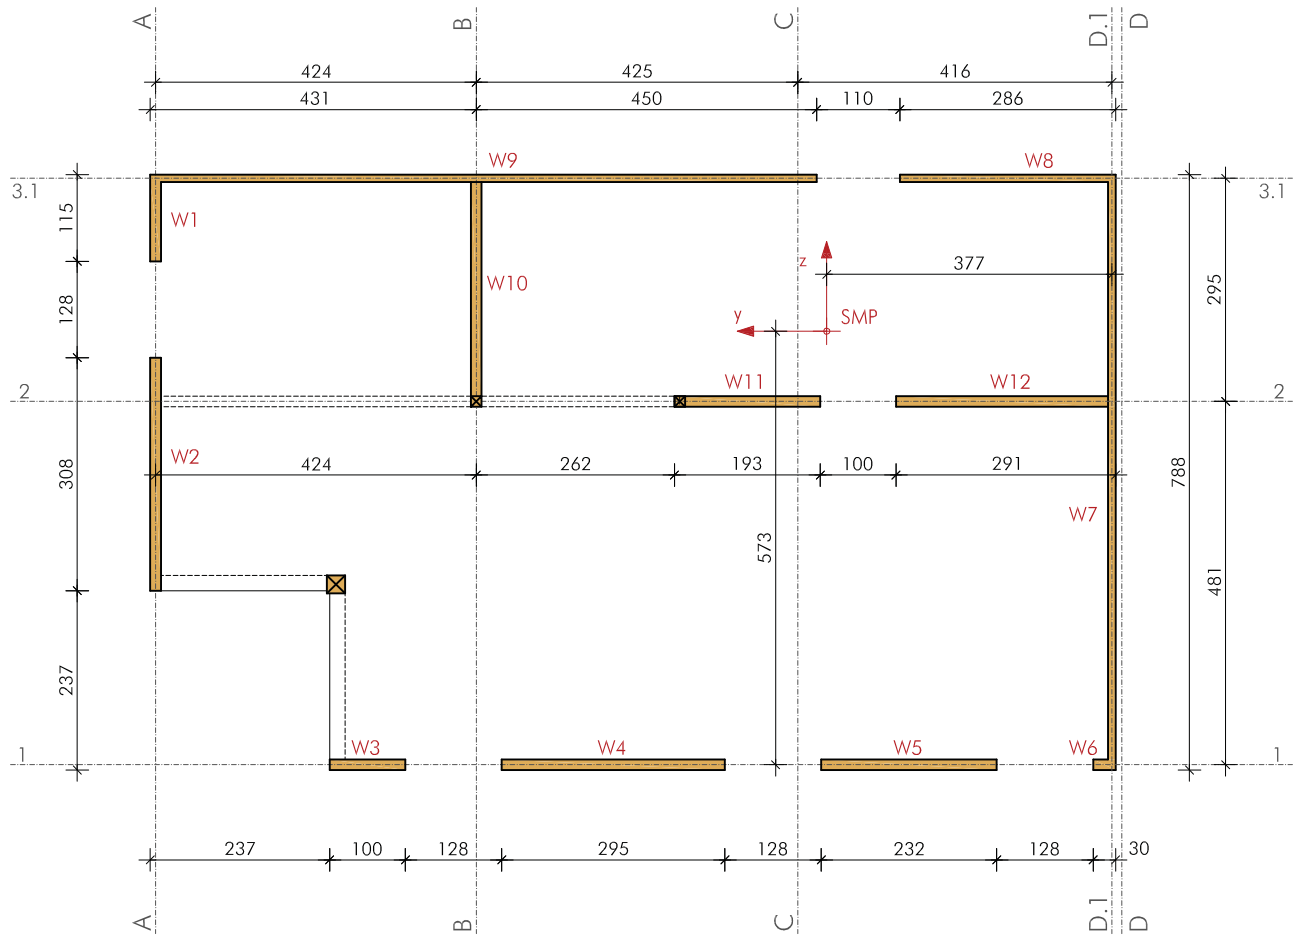 A B C D.1 D
424 425 416
431 450 110 286
W9 W8
3.1 3.1
115 W1
W10 z 377 295
128
y SMP
2 W11 W12 2
W2 424 262 193 100 291
308 788
W7
573
481
237
W3 W4 W5 W6
1 1
237 100 128 295 128 232 128 30
A B C D.1 D